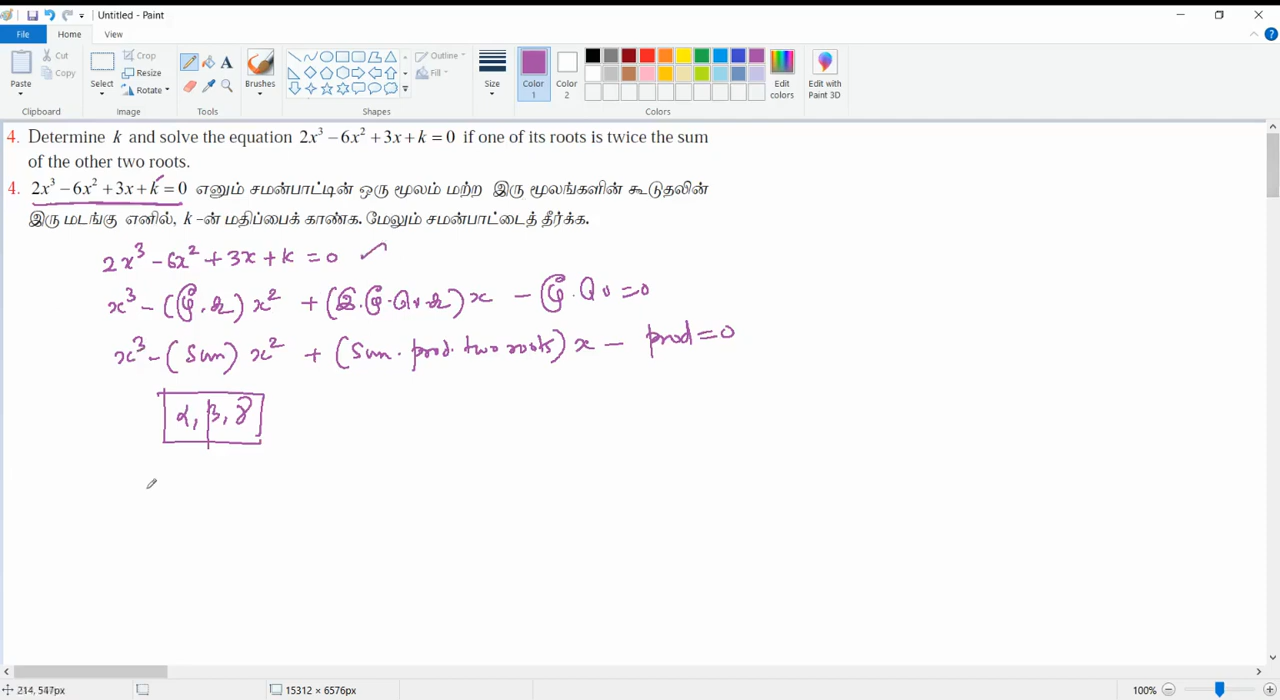 Untitled - Paint
File Home View
Paste Cut Copy Clipboard
Select Crop Resize Rotate Image
Tools
Brushes
Shapes Outline Fill
Size
Color 1 Color 2 Edit colors Colors
Edit with Paint 3D
4. Determine k and solve the equation 2x³ − 6x² + 3x + k = 0 if one of its roots is twice the sum
of the other two roots.
4. 2x³ − 6x² + 3x + k = 0 எனும் சமன்பாட்டின் ஒரு மூலம் மற்ற இரு மூலங்களின் கூடுதலின்
இரு மடங்கு எனில், k -ன் மதிப்பைக் காண்க. மேலும் சமன்பாட்டைத் தீர்க்க.
2x³ − 6x² + 3x + k = 0
x³ − (மூ.கூ) x² + (இ.மூ.பெ.கூ) x − மூ.பெ = 0
x³ − (Sum) x² + (Sum. prod. two roots) x − prod = 0
α, β, γ
214, 547px 15312 × 6576px 100%